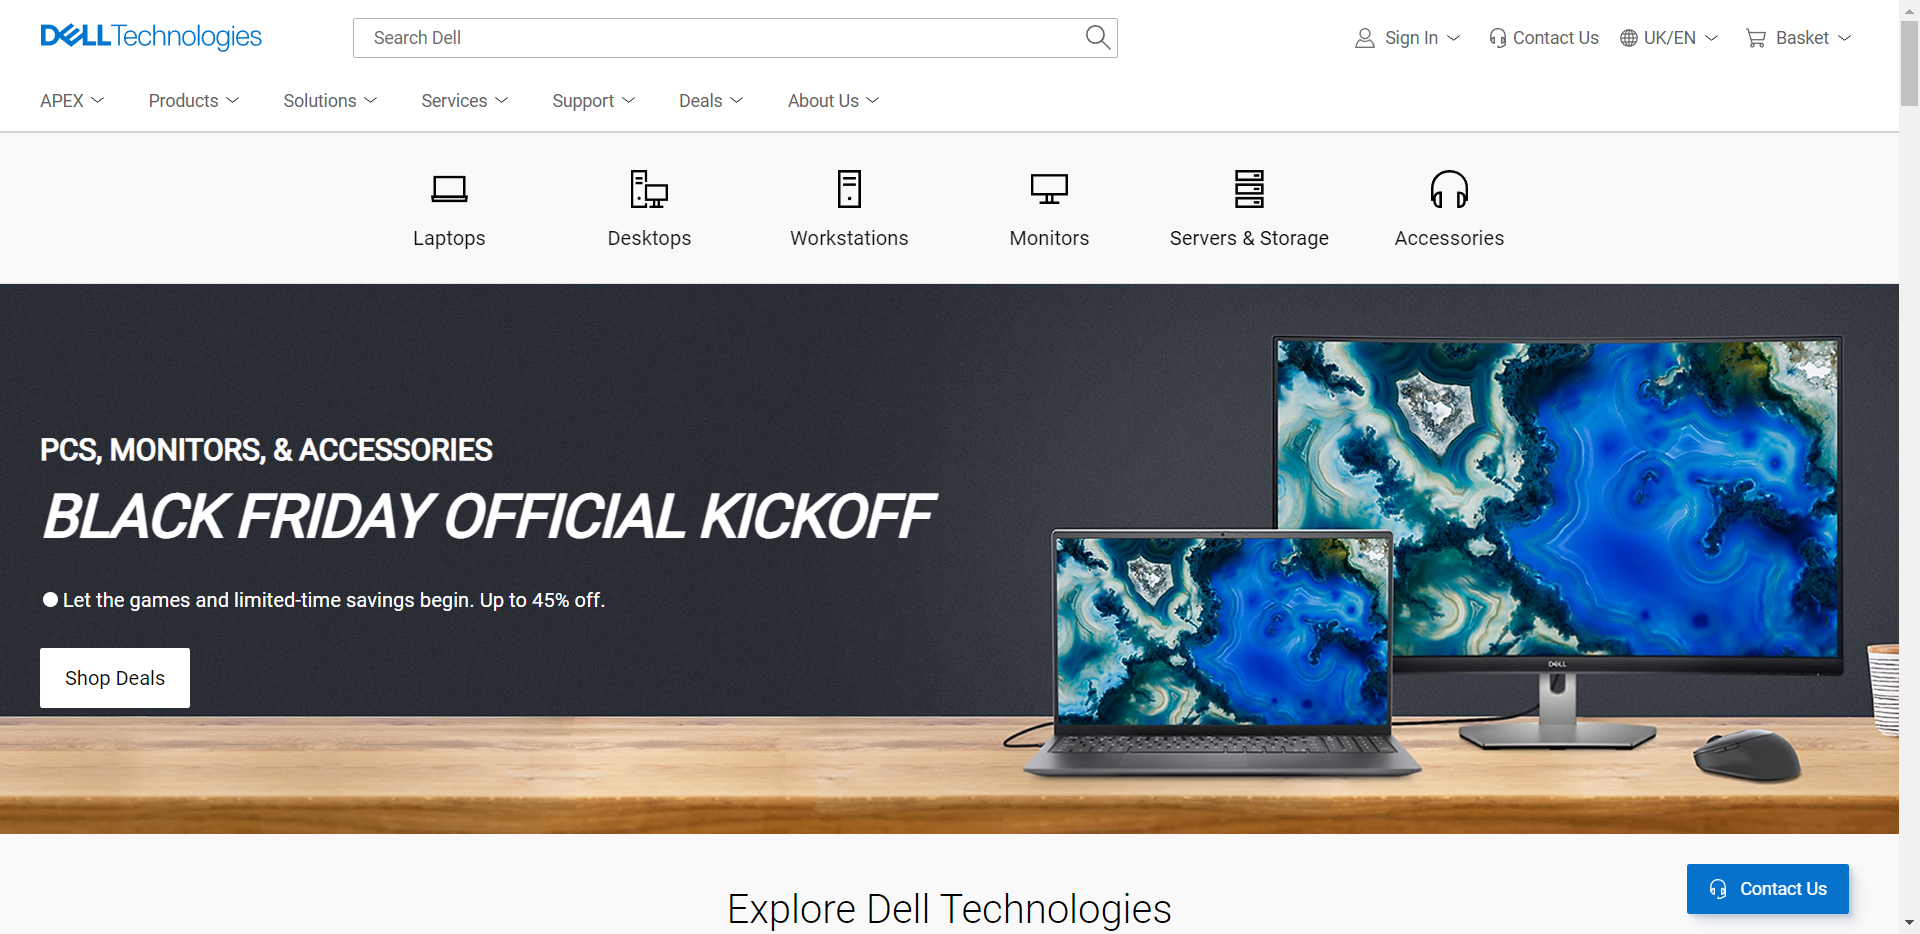 DELLTechnologies
Search Dell
Sign In
Contact Us
UK/EN
Basket
APEX
Products
Solutions
Services
Support
Deals
About Us
Laptops
Desktops
Workstations
Monitors
Servers & Storage
Accessories
PCS, MONITORS, & ACCESSORIES
BLACK FRIDAY OFFICIAL KICKOFF
Let the games and limited-time savings begin. Up to 45% off.
Shop Deals
DELL
Explore Dell Technologies
Contact Us